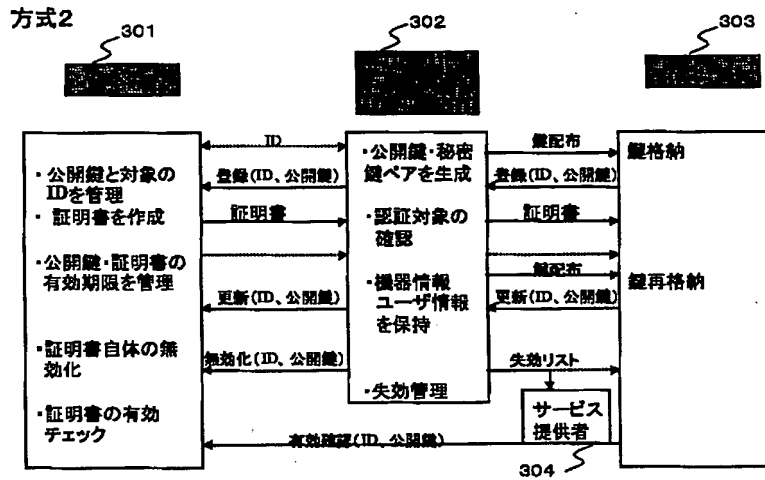 方式2
301
302
303
・公開鍵と対象の
IDを管理
・証明書を作成
・公開鍵・証明書の
有効期限を管理
・証明書自体の無
効化
・証明書の有効
チェック
ID
登録(ID、公開鍵)
証明書
更新(ID、公開鍵)
無効化(ID、公開鍵)
有効確認(ID、公開鍵)
・公開鍵・秘密
鍵ペアを生成
・認証対象の
確認
・機器情報
ユーザ情報
を保持
・失効管理
鍵配布
登録(ID、公開鍵)
証明書
鍵配布
更新(ID、公開鍵)
失効リスト
サービス
提供者
304
鍵格納
鍵再格納